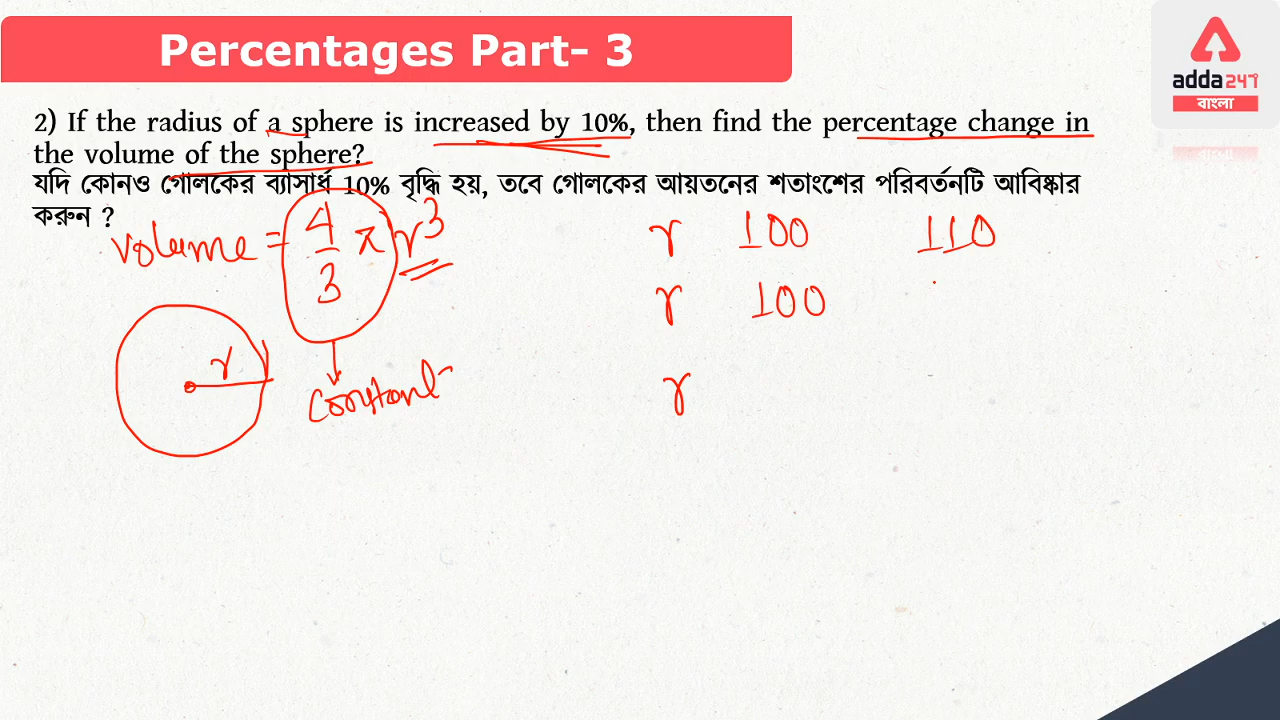 Percentages Part- 3
adda247
বাংলা
2) If the radius of a sphere is increased by 10%, then find the percentage change in
the volume of the sphere?
যদি কোনও গোলকের ব্যাসার্ধ 10% বৃদ্ধি হয়, তবে গোলকের আয়তনের শতাংশের পরিবর্তনটি আবিষ্কার
করুন ?
volume = 4/3 π r³
r 100 110
r 100
r
r
constant